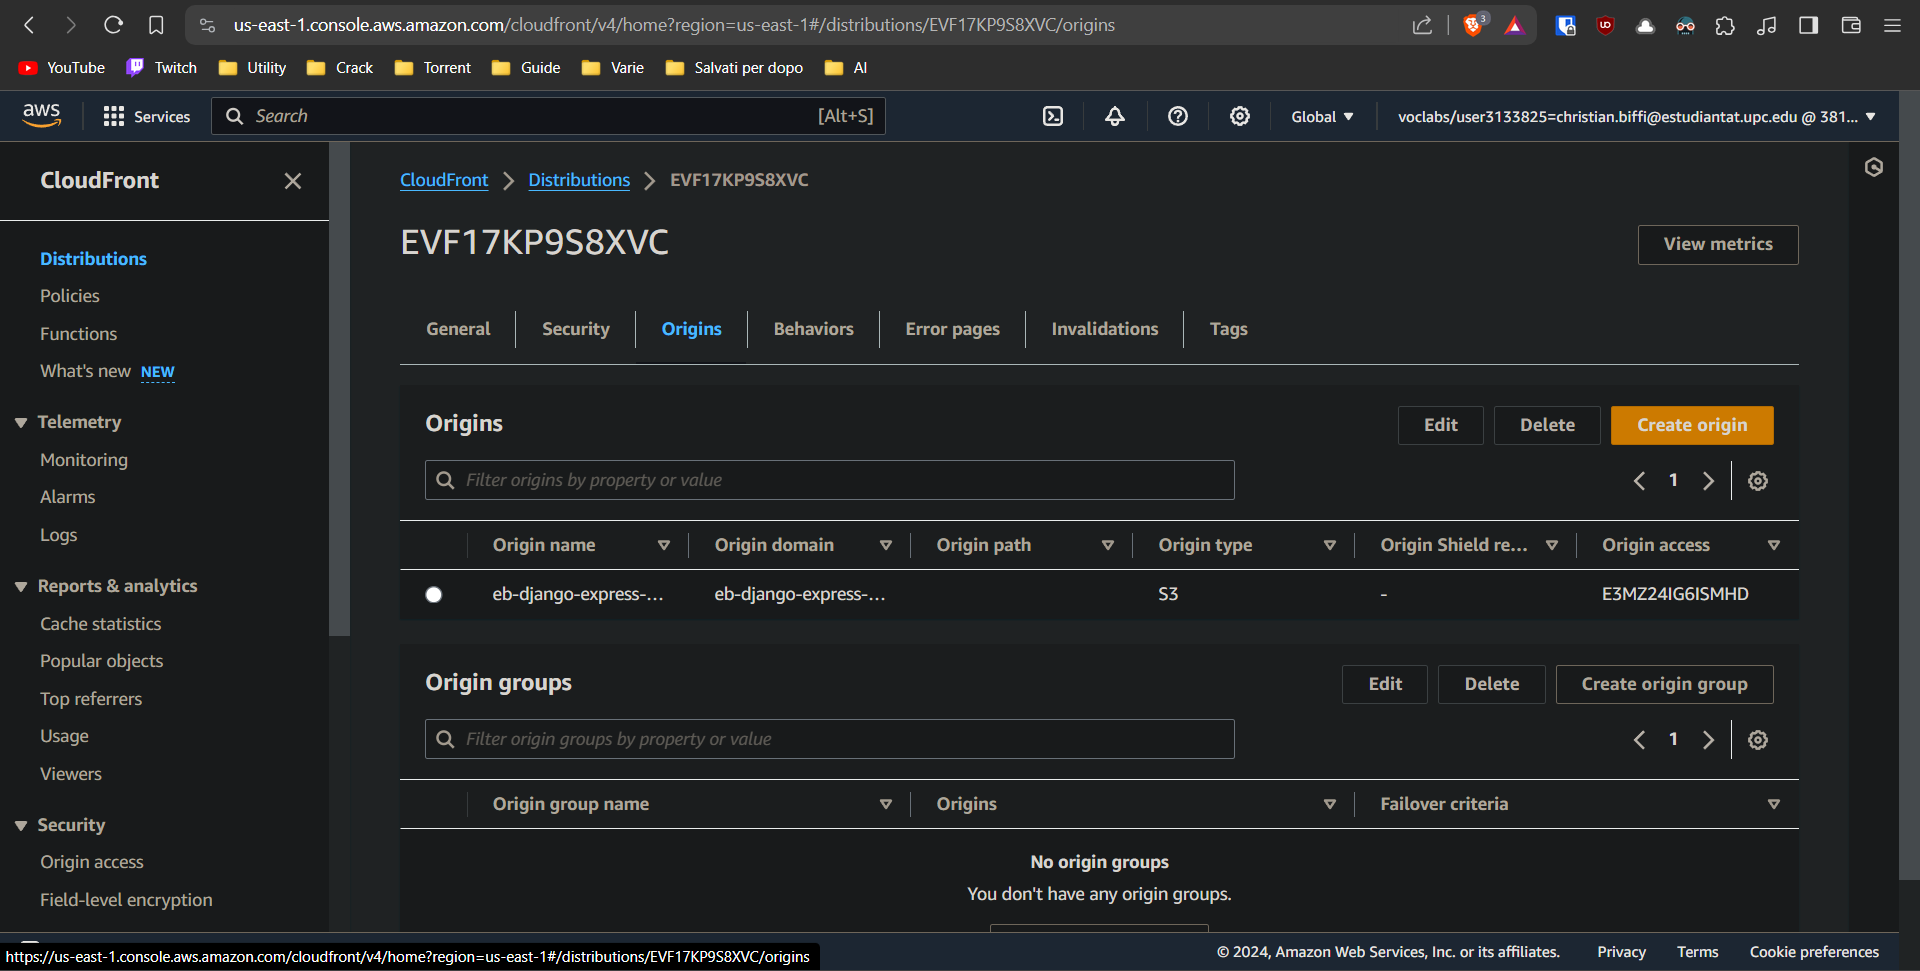 us-east-1.console.aws.amazon.com/cloudfront/v4/home?region=us-east-1#/distributions/EVF17KP9S8XVC/origins
3
UD
YouTube Twitch Utility Crack Torrent Guide Varie Salvati per dopo AI
aws Services Search [Alt+S] Global voclabs/user3133825=christian.biffi@estudiantat.upc.edu @ 381...
CloudFront
Distributions
Policies
Functions
What's new NEW
Telemetry
Monitoring
Alarms
Logs
Reports & analytics
Cache statistics
Popular objects
Top referrers
Usage
Viewers
Security
Origin access
Field-level encryption
CloudFront Distributions EVF17KP9S8XVC
EVF17KP9S8XVC
View metrics
General Security Origins Behaviors Error pages Invalidations Tags
Origins
Edit Delete Create origin
Filter origins by property or value
1
Origin name Origin domain Origin path Origin type Origin Shield re... Origin access
eb-django-express-... eb-django-express-... S3 - E3MZ24IG6ISMHD
Origin groups
Edit Delete Create origin group
Filter origin groups by property or value
1
Origin group name Origins Failover criteria
No origin groups
You don't have any origin groups.
https://us-east-1.console.aws.amazon.com/cloudfront/v4/home?region=us-east-1#/distributions/EVF17KP9S8XVC/origins
© 2024, Amazon Web Services, Inc. or its affiliates. Privacy Terms Cookie preferences